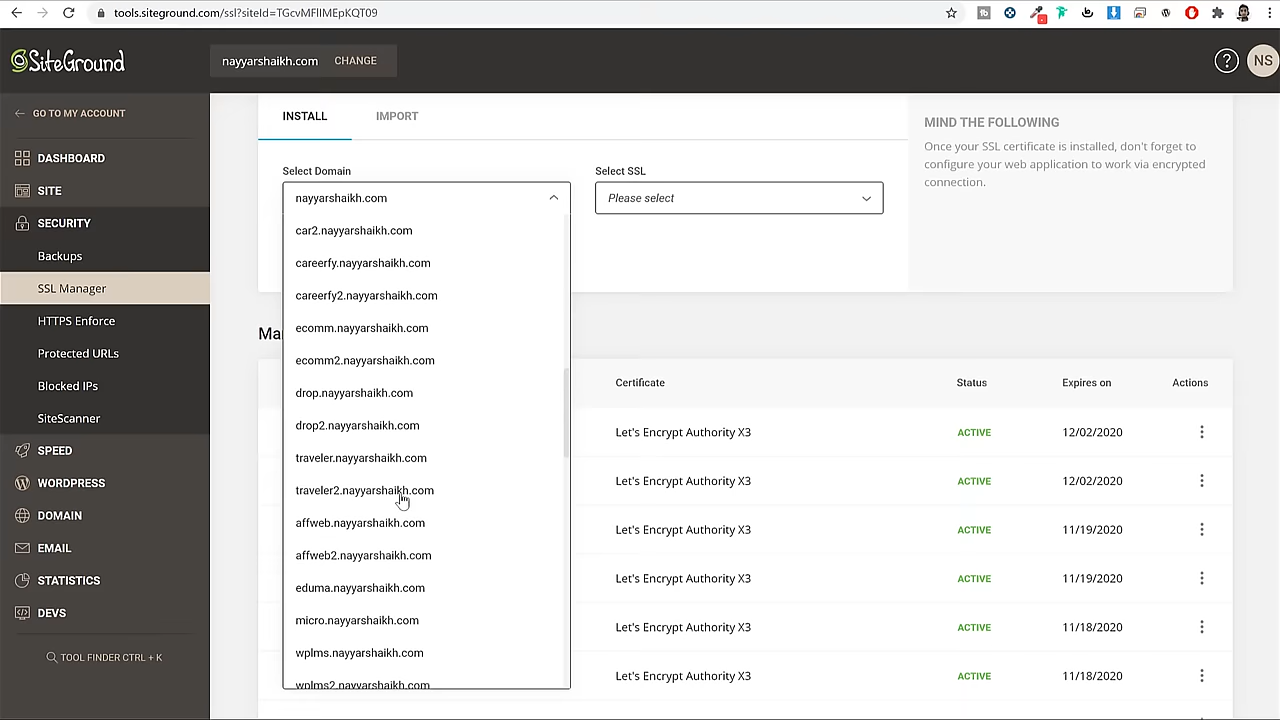 tools.siteground.com/ssl?siteId=TGcvMFlIMEpKQT09
SiteGround
nayyarshaikh.com CHANGE
? NS
GO TO MY ACCOUNT
DASHBOARD
SITE
SECURITY
Backups
SSL Manager
HTTPS Enforce
Protected URLs
Blocked IPs
SiteScanner
SPEED
WORDPRESS
DOMAIN
EMAIL
STATISTICS
DEVS
TOOL FINDER CTRL + K
INSTALL IMPORT
Select Domain
nayyarshaikh.com
car2.nayyarshaikh.com
careerfy.nayyarshaikh.com
careerfy2.nayyarshaikh.com
ecomm.nayyarshaikh.com
ecomm2.nayyarshaikh.com
drop.nayyarshaikh.com
drop2.nayyarshaikh.com
traveler.nayyarshaikh.com
traveler2.nayyarshaikh.com
affweb.nayyarshaikh.com
affweb2.nayyarshaikh.com
eduma.nayyarshaikh.com
micro.nayyarshaikh.com
wplms.nayyarshaikh.com
wplms2.nayyarshaikh.com
Select SSL
Please select
MIND THE FOLLOWING
Once your SSL certificate is installed, don't forget to
configure your web application to work via encrypted
connection.
Certificate Status Expires on Actions
Let's Encrypt Authority X3 ACTIVE 12/02/2020
Let's Encrypt Authority X3 ACTIVE 12/02/2020
Let's Encrypt Authority X3 ACTIVE 11/19/2020
Let's Encrypt Authority X3 ACTIVE 11/19/2020
Let's Encrypt Authority X3 ACTIVE 11/18/2020
Let's Encrypt Authority X3 ACTIVE 11/18/2020